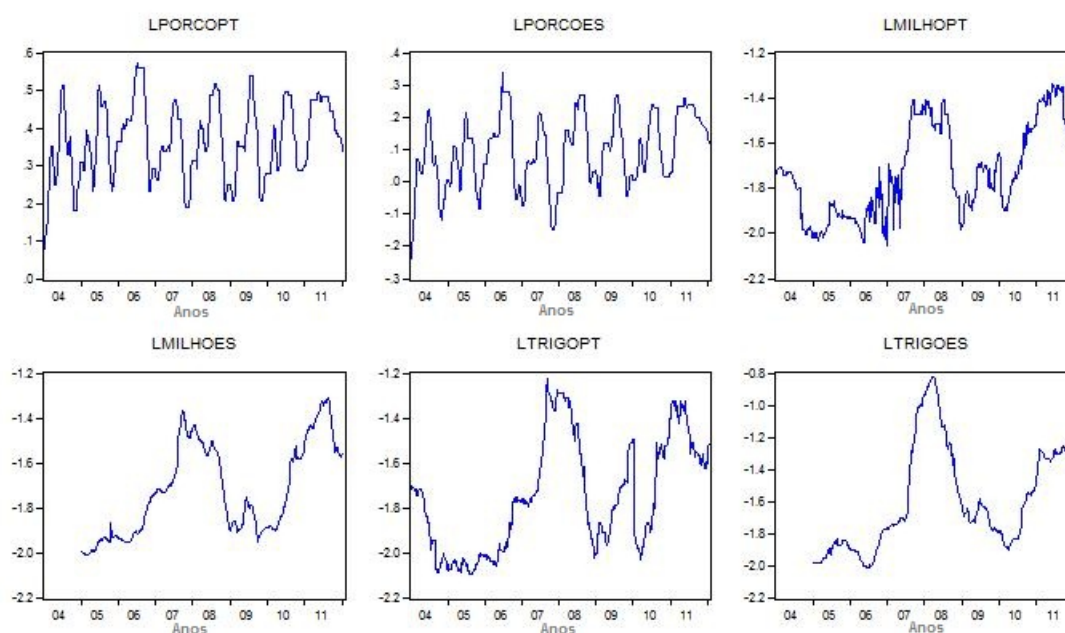 LPORCOPT LPORCOES LMILHOPT
.6 .4 -1.2
.5 .3 -1.4
.4 .2 -1.6
.3 .1 -1.8
.2 .0 -2.0
.1 -.1 -2.2
.0 -.2
-.3
04 05 06 07 08 09 10 11 04 05 06 07 08 09 10 11 04 05 06 07 08 09 10 11
Anos Anos Anos
LMILHOES LTRIGOPT LTRIGOES
-1.2 -1.2 -0.8
-1.4 -1.4 -1.0
-1.6 -1.6 -1.2
-1.8 -1.8 -1.4
-2.0 -2.0 -1.6
-2.2 -2.2 -1.8
-2.0
-2.2
04 05 06 07 08 09 10 11 04 05 06 07 08 09 10 11 04 05 06 07 08 09 10 11
Anos Anos Anos